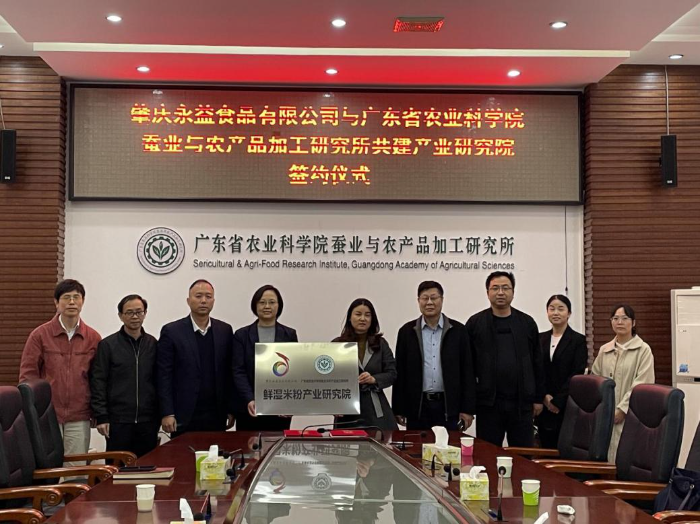 肇庆永益食品有限公司与广东省农业科学院
蚕业与农产品加工研究所共建产业研究院
签约仪式
广东省农业科学院蚕业与农产品加工研究所
Sericultural & Agri-Food Research Institute, Guangdong Academy of Agricultural Sciences
鲜湿米粉产业研究院